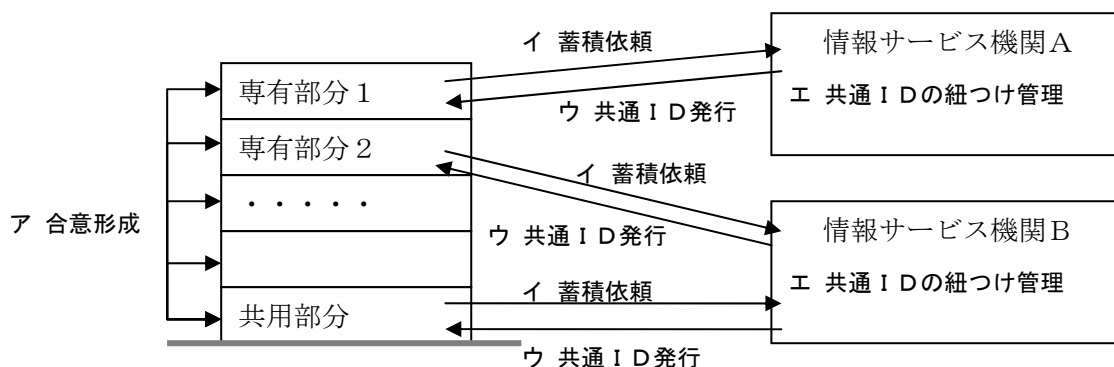 イ 蓄積依頼
情報サービス機関A
専有部分1
エ 共通IDの紐つけ管理
ウ 共通ID発行
専有部分2
イ 蓄積依頼
・・・・・
ア 合意形成
情報サービス機関B
ウ 共通ID発行
エ 共通IDの紐つけ管理
イ 蓄積依頼
共用部分
ウ 共通ID発行